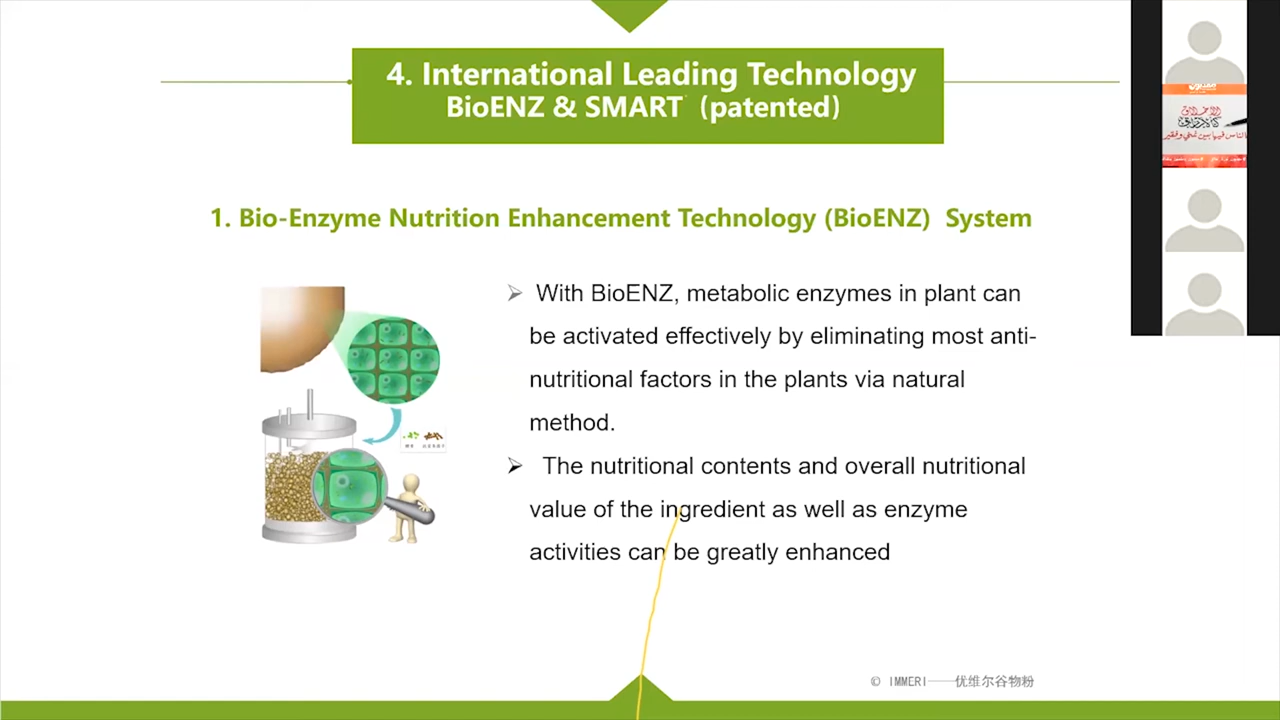 4. International Leading Technology
BioENZ & SMART (patented)
1. Bio-Enzyme Nutrition Enhancement Technology (BioENZ) System
➢ With BioENZ, metabolic enzymes in plant can
be activated effectively by eliminating most anti-
nutritional factors in the plants via natural
method.
➢ The nutritional contents and overall nutritional
value of the ingredient as well as enzyme
activities can be greatly enhanced
© IMMERI——优维尔谷物粉